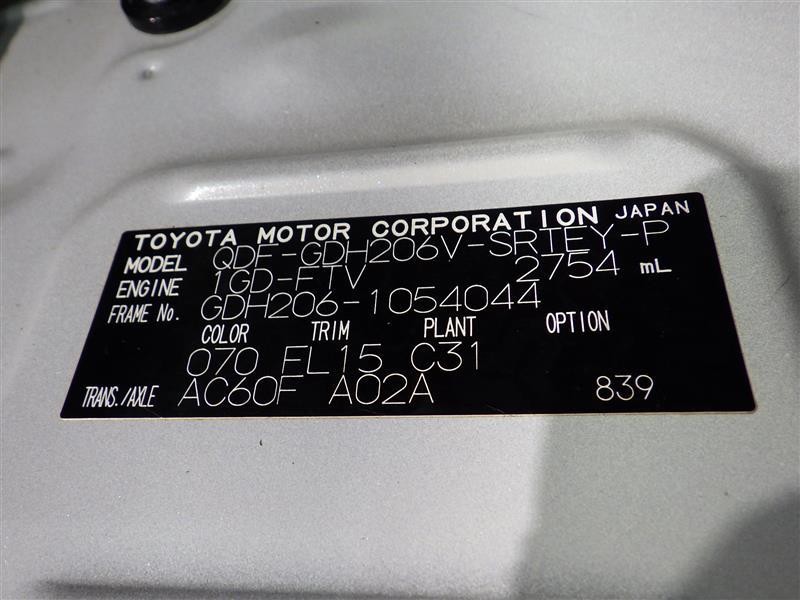 TOYOTA MOTOR CORPORATION JAPAN
MODEL QDF-GDH206V-SRTEY-P
ENGINE 1GD-FTV 2754 mL
FRAME No. GDH206-1054044
COLOR TRIM PLANT OPTION
070 FL15 C31
TRANS./AXLE AC60F A02A 839